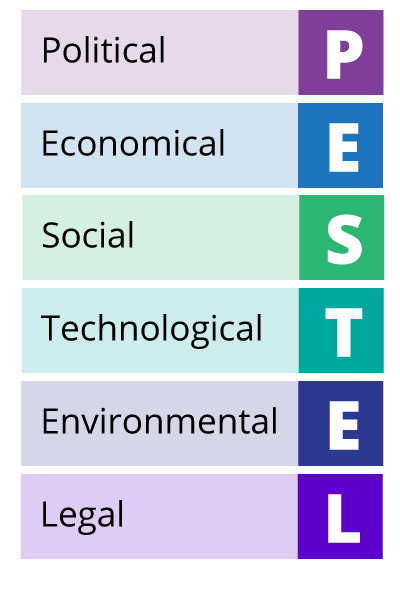 Political P
Economical E
Social S
Technological T
Environmental E
Legal L